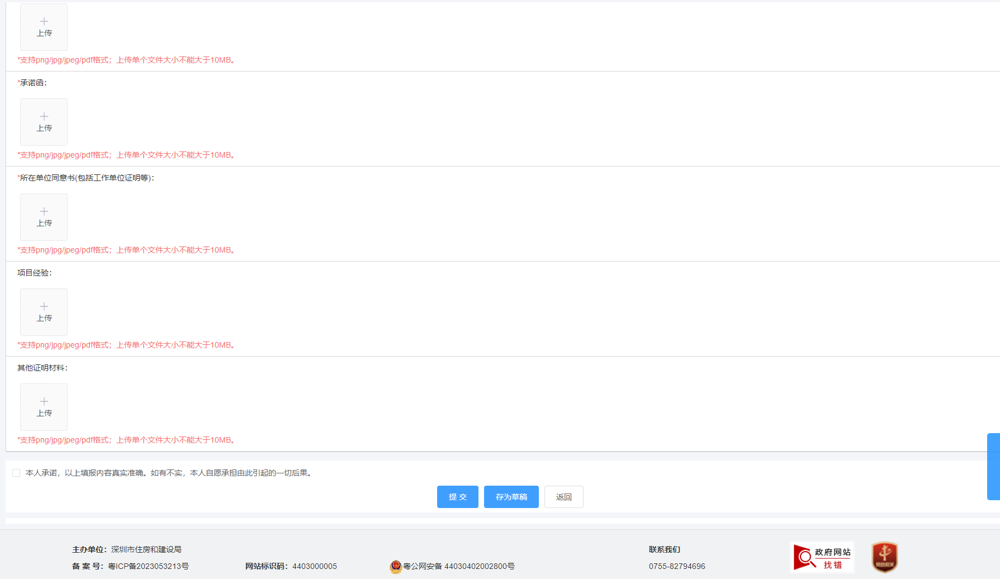 上传
*支持png/jpg/jpeg/pdf格式；上传单个文件大小不能大于10MB。
*承诺函：
上传
*支持png/jpg/jpeg/pdf格式；上传单个文件大小不能大于10MB。
*所在单位同意书(包括工作单位证明等)：
上传
*支持png/jpg/jpeg/pdf格式；上传单个文件大小不能大于10MB。
项目经验：
上传
*支持png/jpg/jpeg/pdf格式；上传单个文件大小不能大于10MB。
其他证明材料：
上传
*支持png/jpg/jpeg/pdf格式；上传单个文件大小不能大于10MB。
本人承诺，以上填报内容真实准确。如有不实，本人自愿承担由此引起的一切后果。
提 交 存为草稿 返回
主办单位：深圳市住房和建设局 联系我们
备 案 号：粤ICP备2023053213号 网站标识码：4403000005 粤公网安备 44030402002800号 0755-82794696
政府网站
找错
党政机关